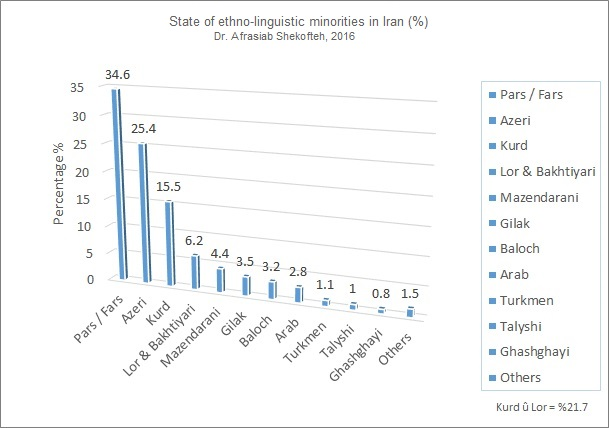 State of ethno-linguistic minorities in Iran (%)
Dr. Afrasiab Shekofteh, 2016
Percentage %
35
30
25
20
15
10
5
0
34.6
25.4
15.5
6.2
4.4
3.5
3.2
2.8
1.1
1
0.8
1.5
Pars / Fars
Azeri
Kurd
Lor & Bakhtiyari
Mazendarani
Gilak
Baloch
Arab
Turkmen
Talyshi
Ghashghayi
Others
Pars / Fars
Azeri
Kurd
Lor & Bakhtiyari
Mazendarani
Gilak
Baloch
Arab
Turkmen
Talyshi
Ghashghayi
Others
Kurd û Lor = %21.7